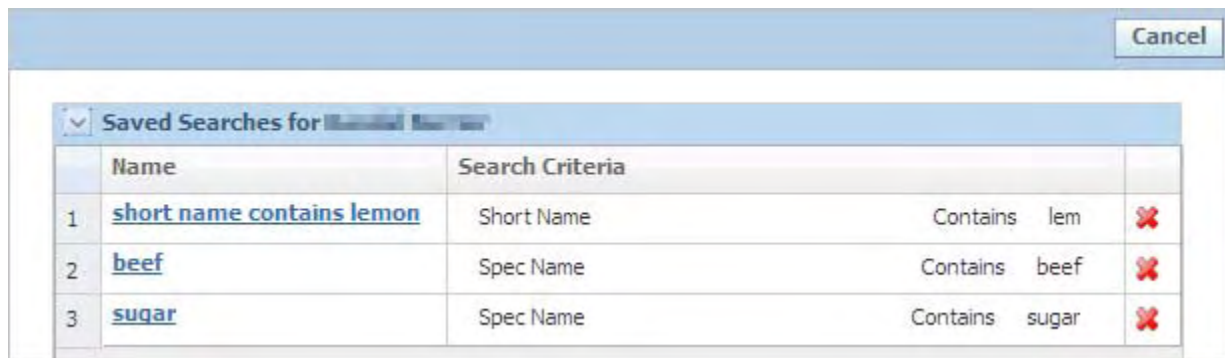 Cancel
Saved Searches for
Name Search Criteria
1 short name contains lemon Short Name Contains lem
2 beef Spec Name Contains beef
3 sugar Spec Name Contains sugar